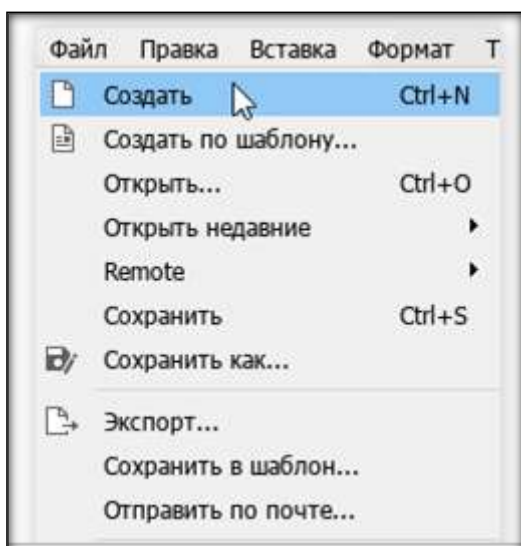 Файл Правка Вставка Формат Т
Создать Ctrl+N
Создать по шаблону...
Открыть... Ctrl+O
Открыть недавние
Remote
Сохранить Ctrl+S
Сохранить как...
Экспорт...
Сохранить в шаблон...
Отправить по почте...